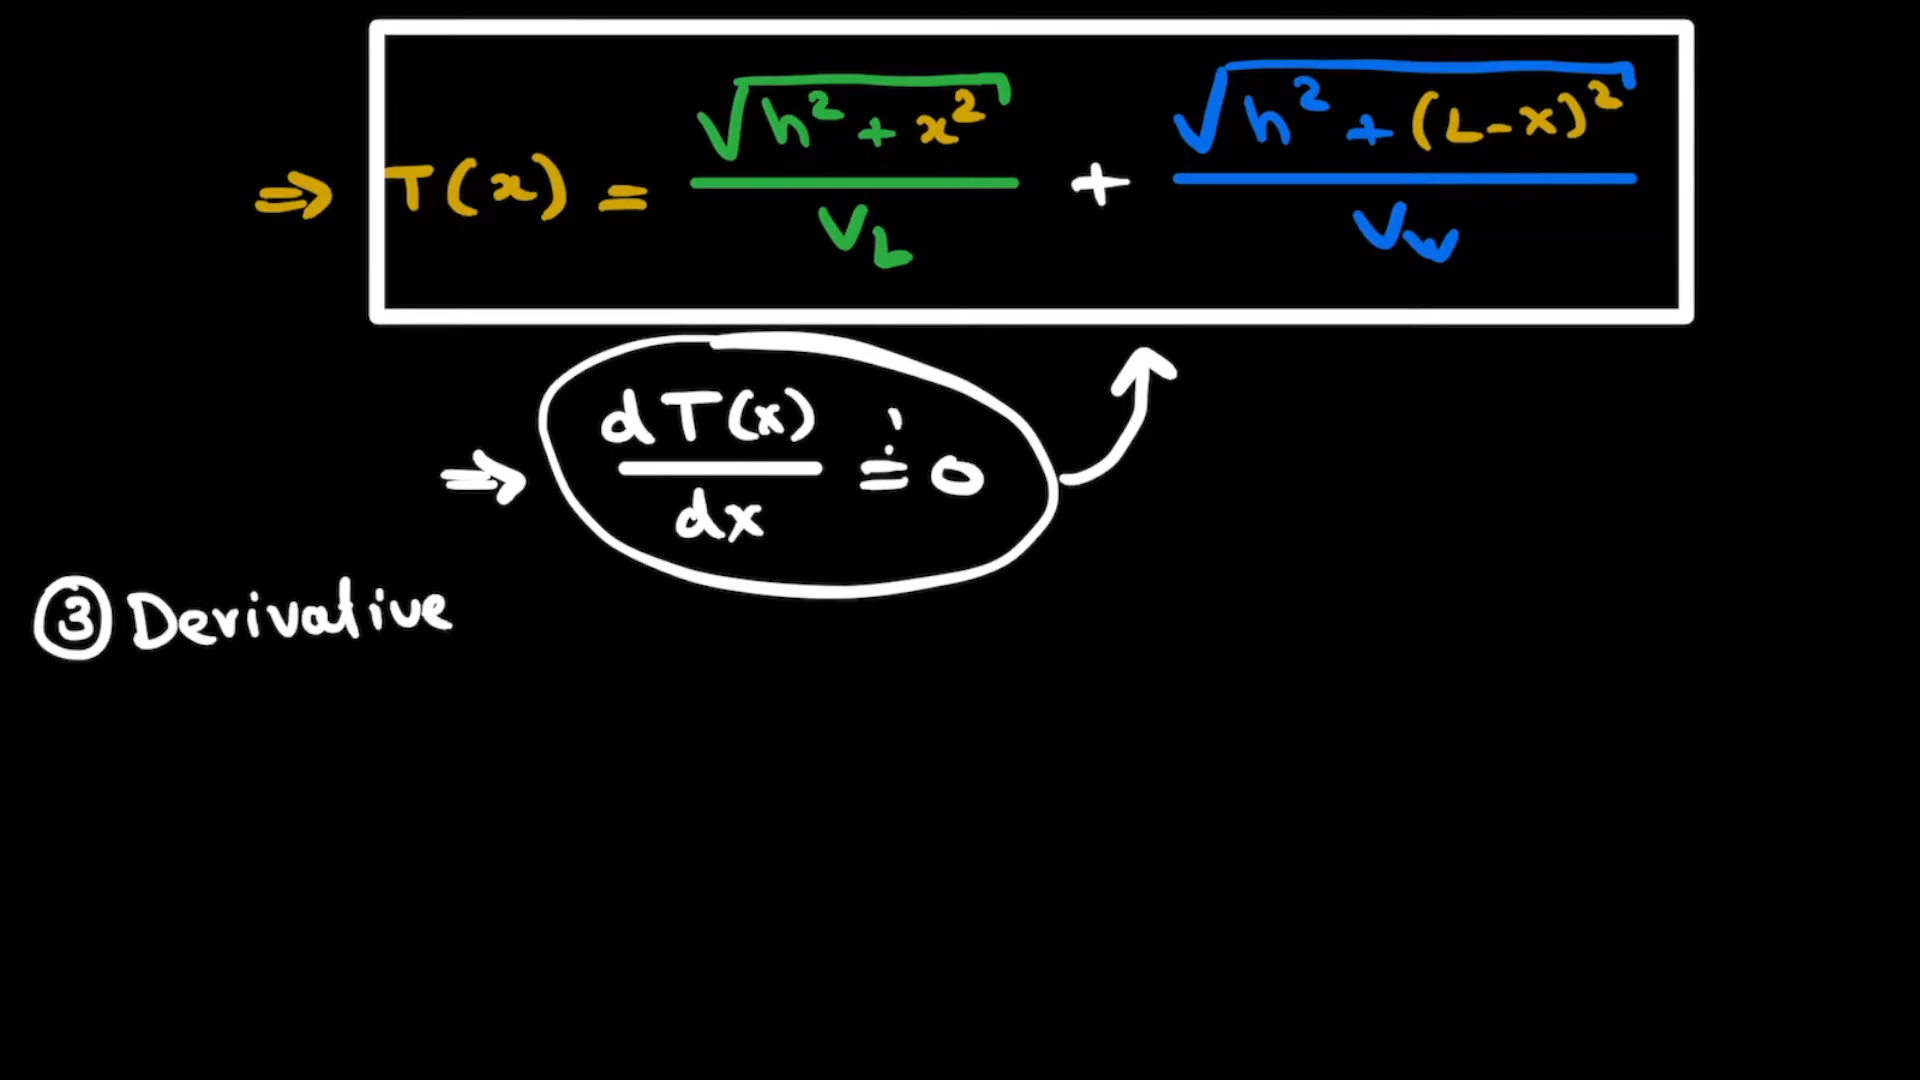 ⇒ T(x) = √(h² + x²) / V_L + √(h² + (L-x)²) / V_W
⇒ dT(x)/dx != 0
③ Derivative